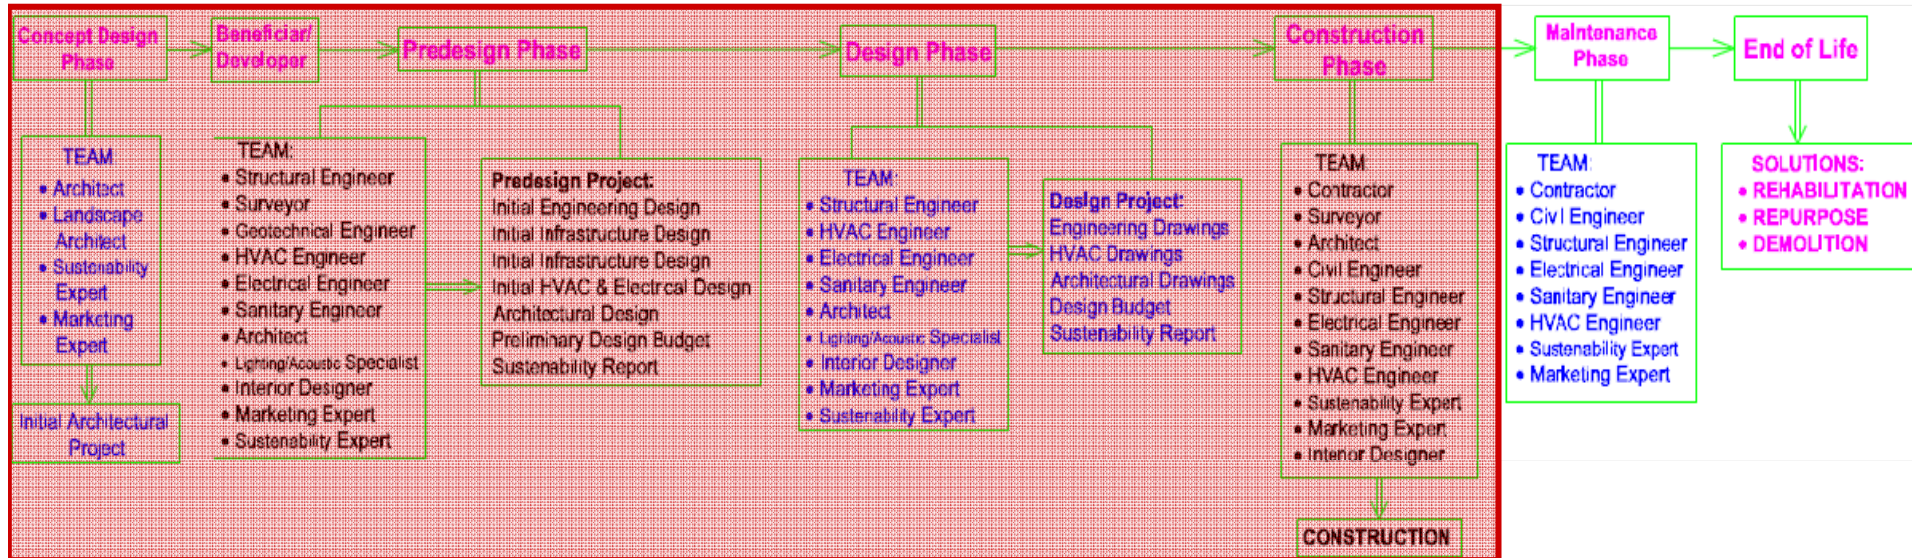 Concept Design
Phase
Beneficiar/
Developer
Predesign Phase
Design Phase
Construction
Phase
Maintenance
Phase
End of Life
TEAM
• Architect
• Landscape
Architect
• Sustenability
Expert
• Marketing
Expert
Initial Architectural
Project
TEAM:
• Structural Engineer
• Surveyor
• Geotechnical Engineer
• HVAC Engineer
• Electrical Engineer
• Sanitary Engineer
• Architect
• Lighting/Acoustic Specialist
• Interior Designer
• Marketing Expert
• Sustenability Expert
Predesign Project:
Initial Engineering Design
Initial Infrastructure Design
Initial Infrastructure Design
Initial HVAC & Electrical Design
Architectural Design
Preliminary Design Budget
Sustenability Report
TEAM:
• Structural Engineer
• HVAC Engineer
• Electrical Engineer
• Sanitary Engineer
• Architect
• Lighting/Acoustic Specialist
• Interior Designer
• Marketing Expert
• Sustenability Expert
Design Project:
Engineering Drawings
HVAC Drawings
Architectural Drawings
Design Budget
Sustenability Report
TEAM
• Contractor
• Surveyor
• Architect
• Civil Engineer
• Structural Engineer
• Electrical Engineer
• Sanitary Engineer
• HVAC Engineer
• Sustenability Expert
• Marketing Expert
• Interior Designer
CONSTRUCTION
TEAM:
• Contractor
• Civil Engineer
• Structural Engineer
• Electrical Engineer
• Sanitary Engineer
• HVAC Engineer
• Sustenability Expert
• Marketing Expert
SOLUTIONS:
• REHABILITATION
• REPURPOSE
• DEMOLITION